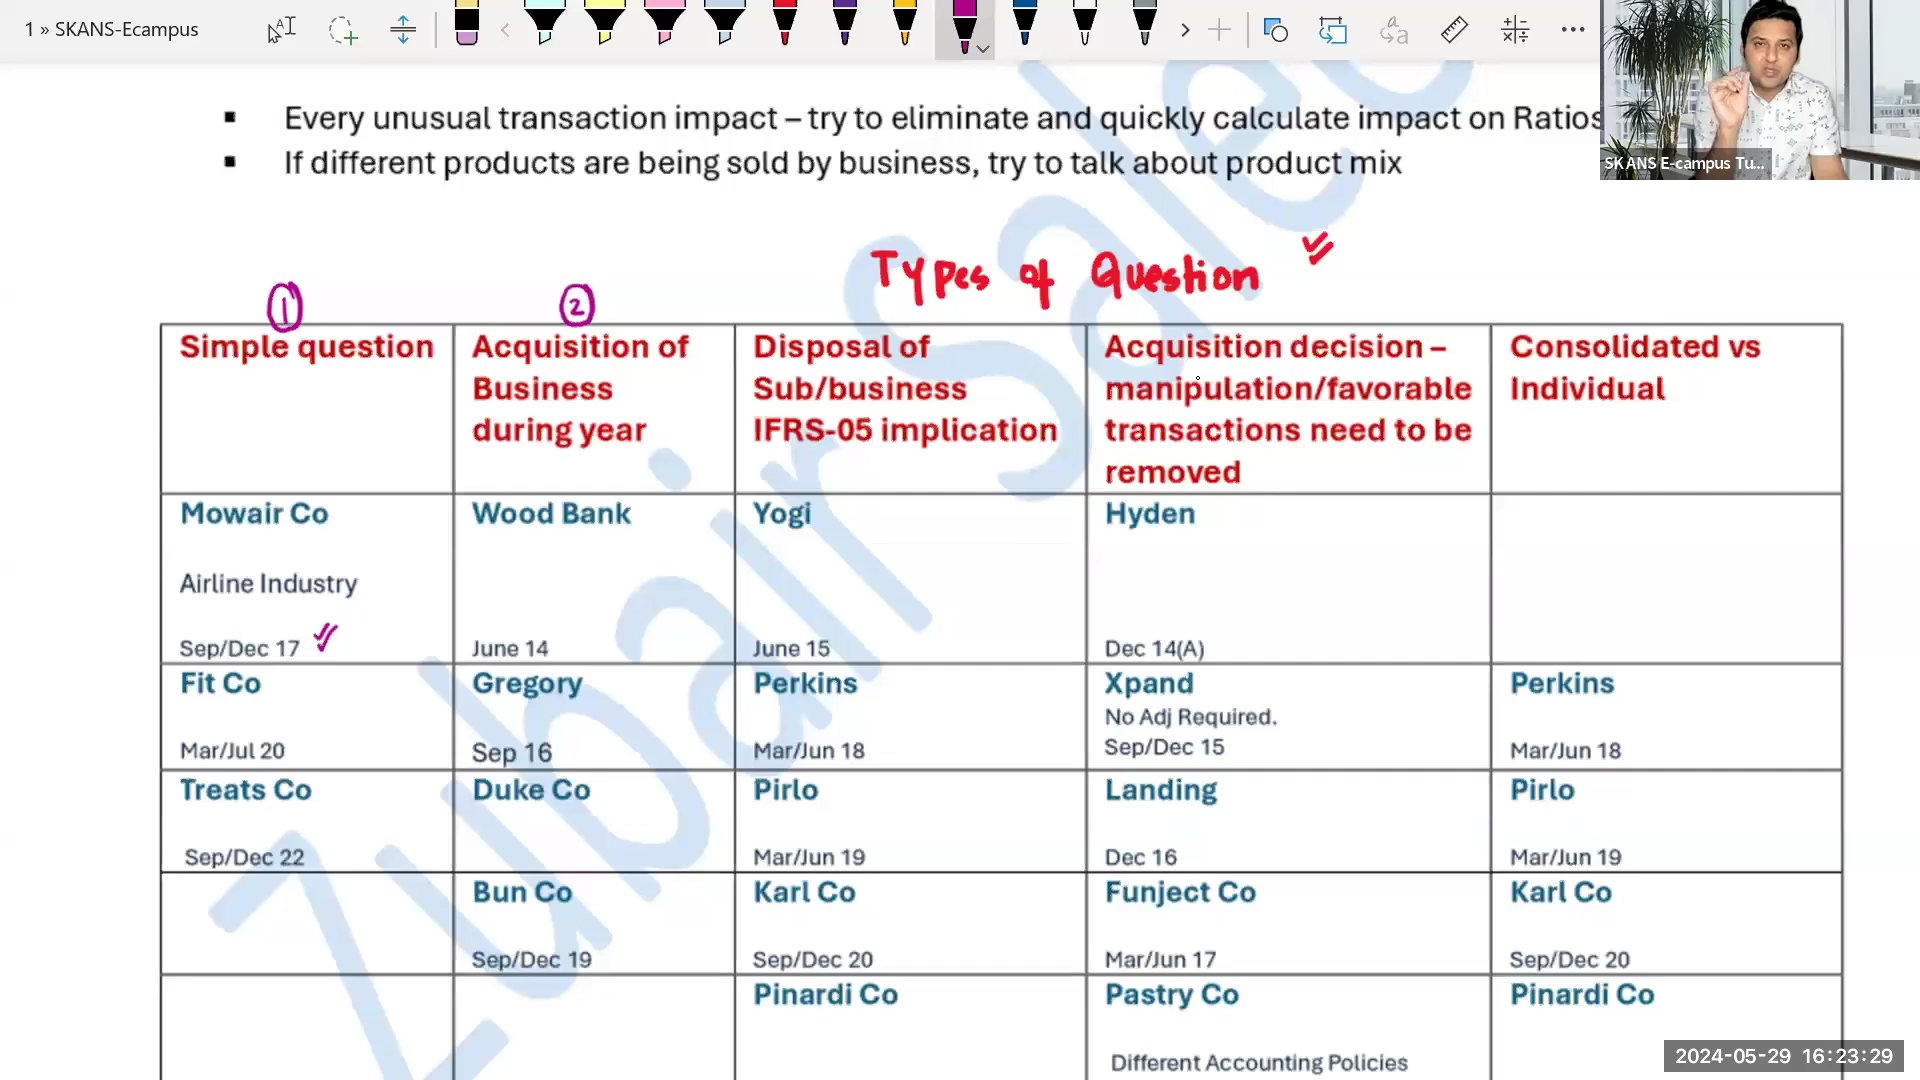 1 » SKANS-Ecampus
SKANS E-campus Tu...
▪ Every unusual transaction impact – try to eliminate and quickly calculate impact on Ratios
▪ If different products are being sold by business, try to talk about product mix
Types of Question
1
2
Simple question
Acquisition of
Business
during year
Disposal of
Sub/business
IFRS-05 implication
Acquisition decision –
manipulation/favorable
transactions need to be
removed
Consolidated vs
Individual
Mowair Co
Airline Industry
Sep/Dec 17
Wood Bank
June 14
Yogi
June 15
Hyden
Dec 14(A)
Fit Co
Mar/Jul 20
Gregory
Sep 16
Perkins
Mar/Jun 18
Xpand
No Adj Required.
Sep/Dec 15
Perkins
Mar/Jun 18
Treats Co
Sep/Dec 22
Duke Co
Pirlo
Mar/Jun 19
Landing
Dec 16
Pirlo
Mar/Jun 19
Bun Co
Sep/Dec 19
Karl Co
Sep/Dec 20
Funject Co
Mar/Jun 17
Karl Co
Sep/Dec 20
Pinardi Co
Pastry Co
Different Accounting Policies
Pinardi Co
Zubair Salee
2024-05-29 16:23:29